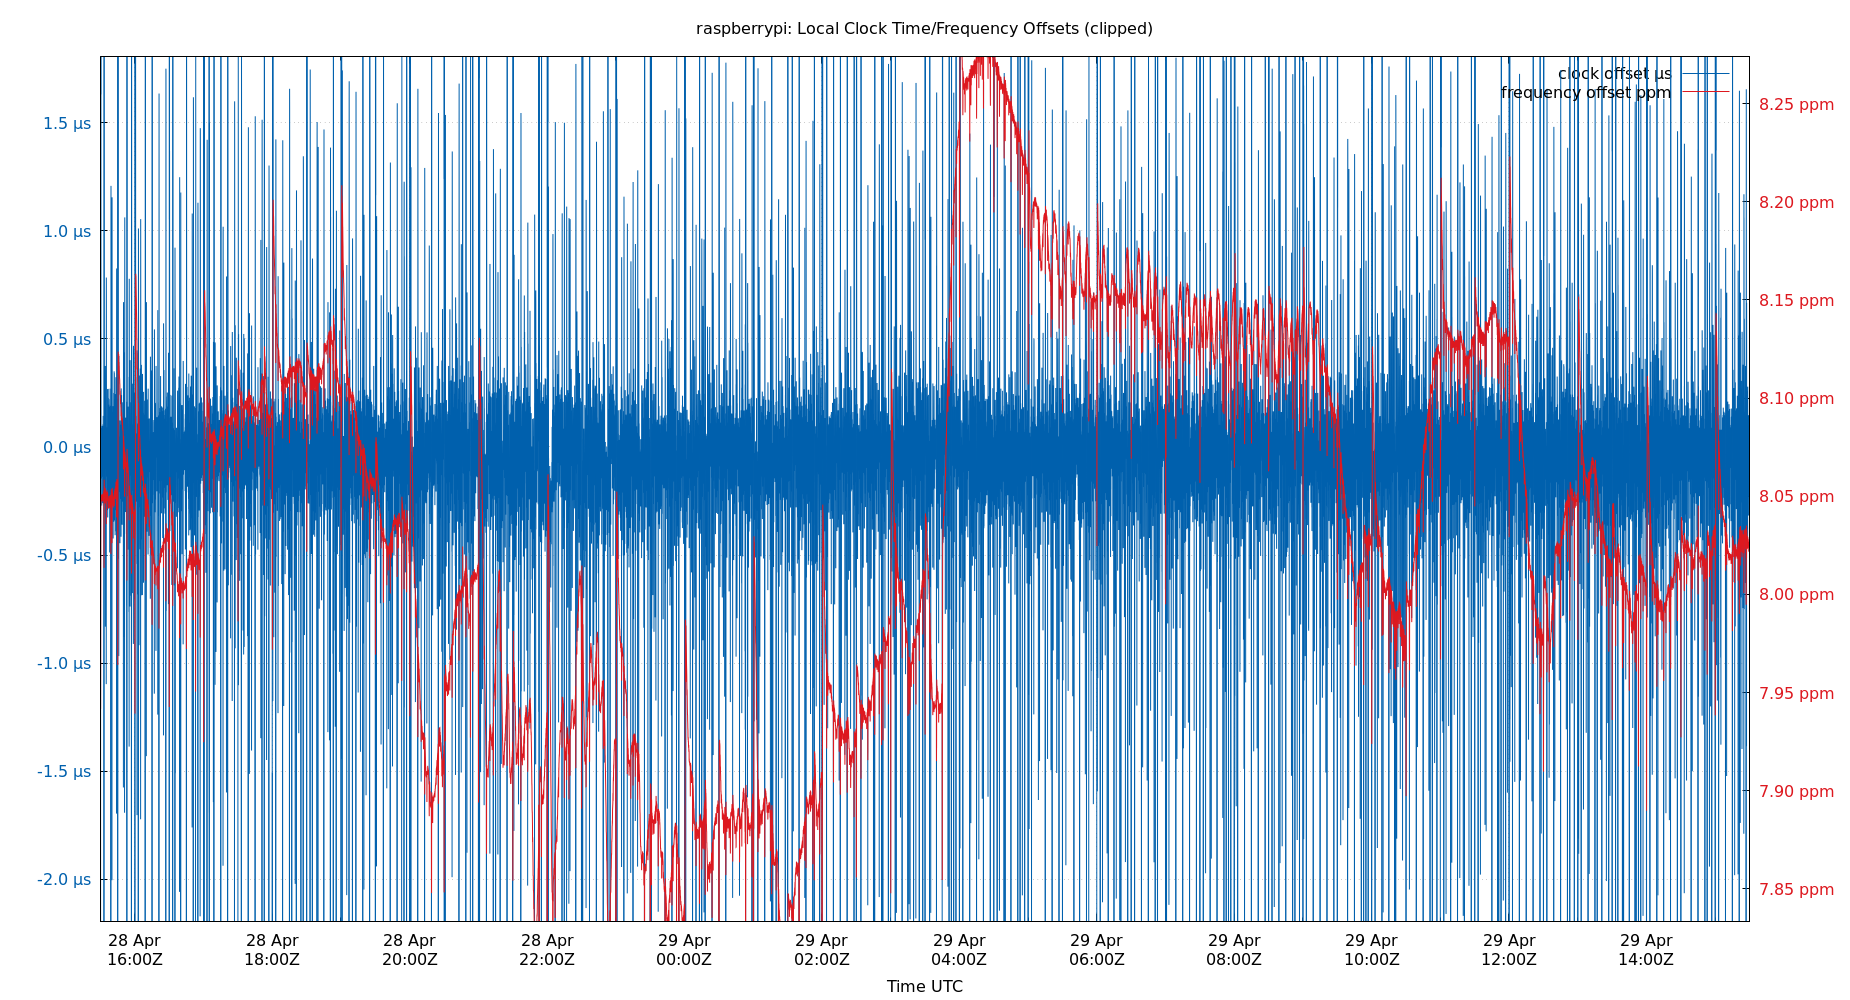 raspberrypi: Local Clock Time/Frequency Offsets (clipped)
clock offset µs
frequency offset ppm
1.5 µs
1.0 µs
0.5 µs
0.0 µs
-0.5 µs
-1.0 µs
-1.5 µs
-2.0 µs
8.25 ppm
8.20 ppm
8.15 ppm
8.10 ppm
8.05 ppm
8.00 ppm
7.95 ppm
7.90 ppm
7.85 ppm
28 Apr 28 Apr 28 Apr 28 Apr 29 Apr 29 Apr 29 Apr 29 Apr 29 Apr 29 Apr 29 Apr 29 Apr
16:00Z 18:00Z 20:00Z 22:00Z 00:00Z 02:00Z 04:00Z 06:00Z 08:00Z 10:00Z 12:00Z 14:00Z
Time UTC